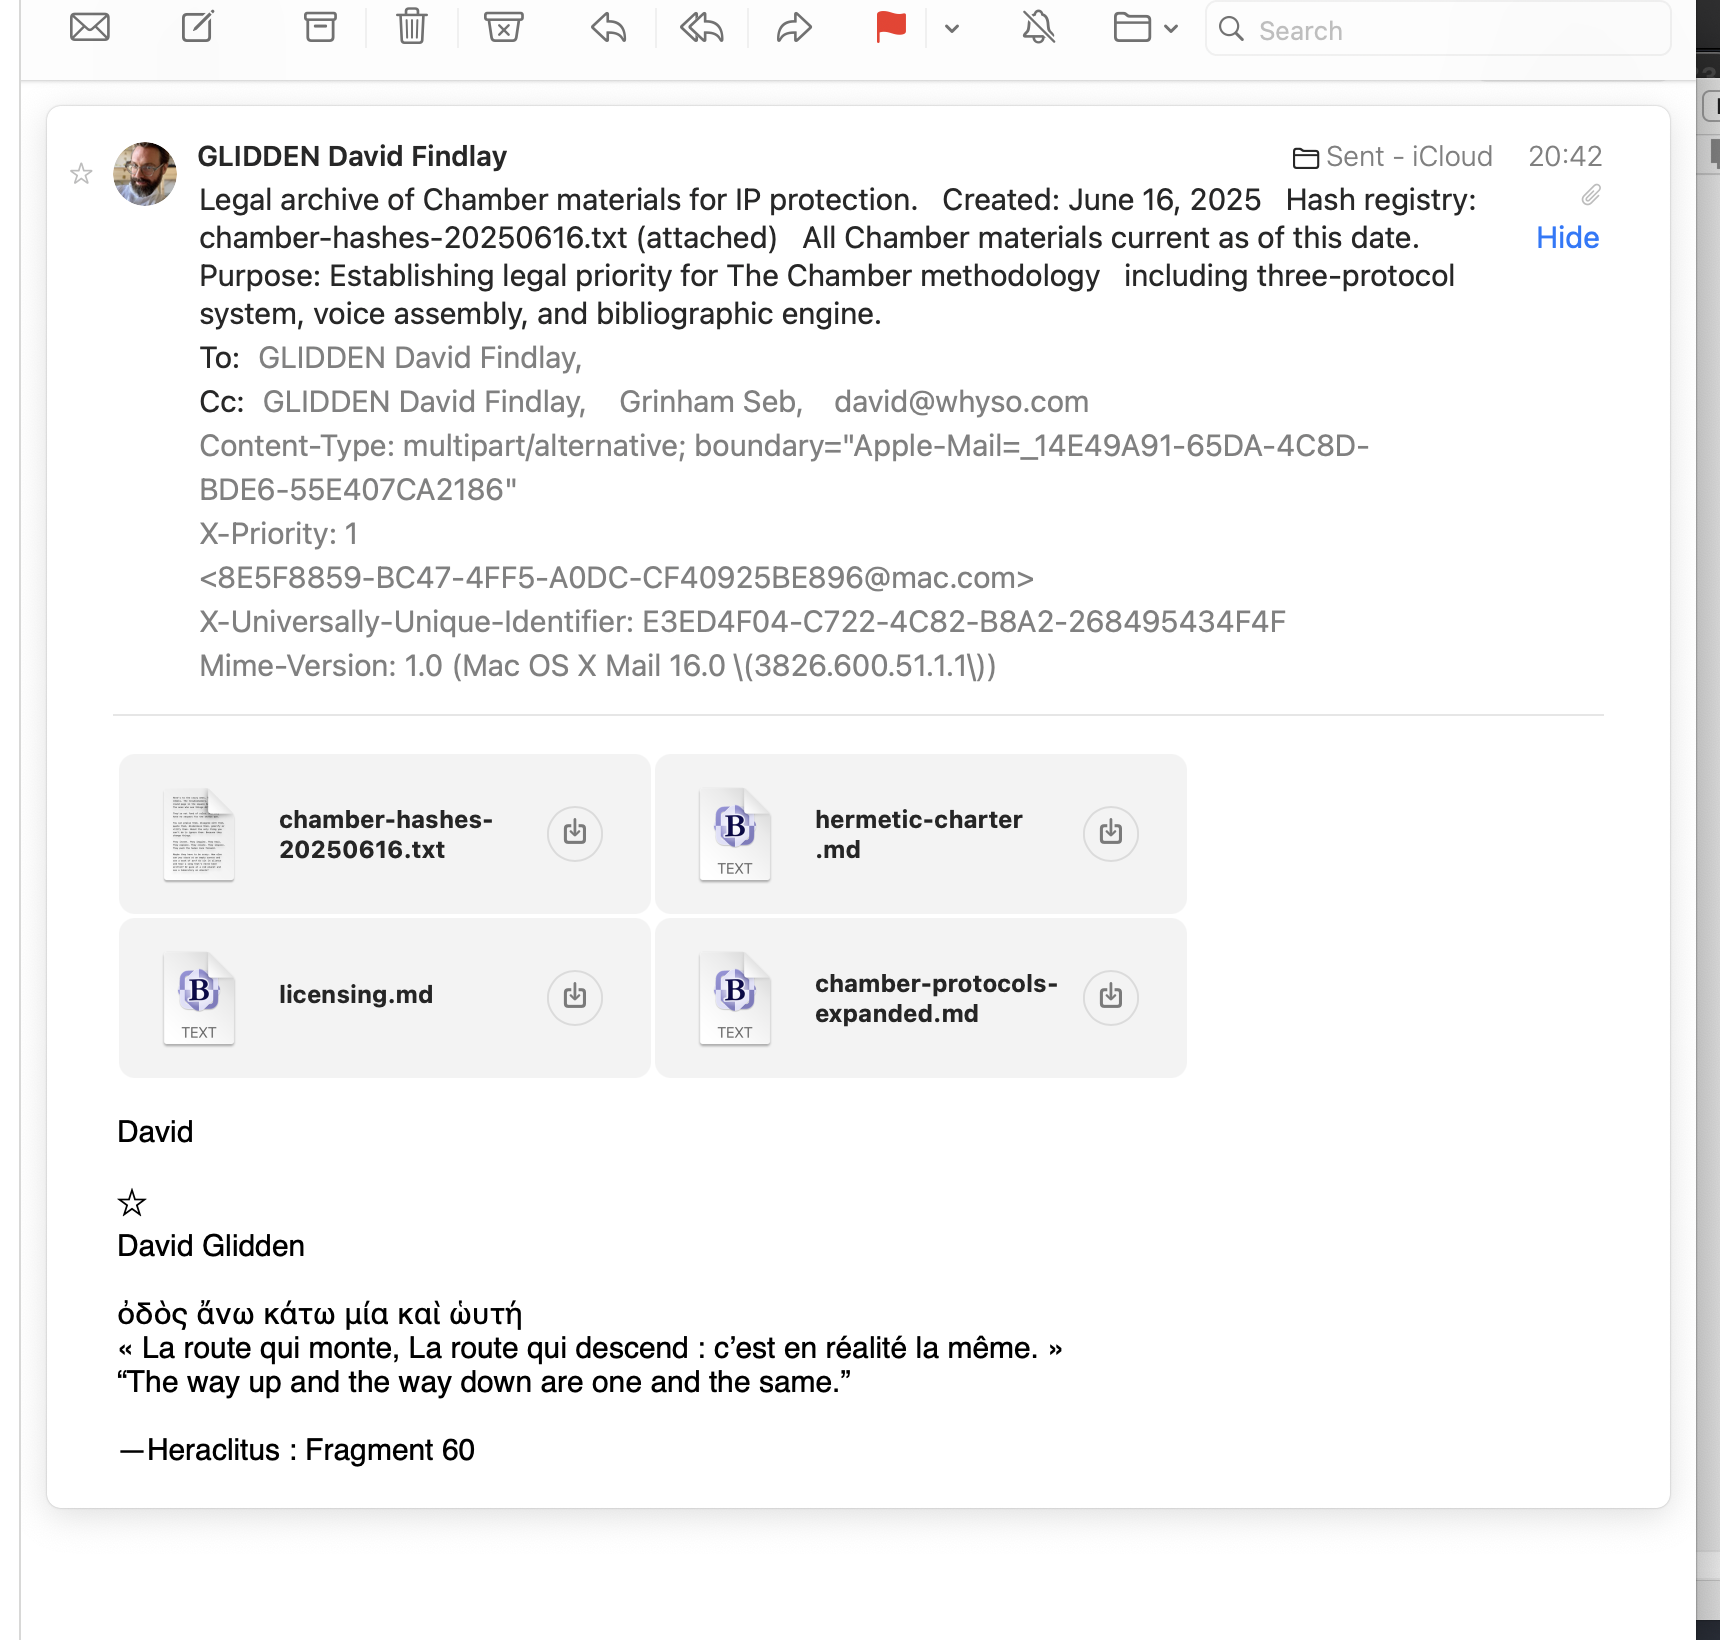 Search
GLIDDEN David Findlay
Sent - iCloud 20:42
Legal archive of Chamber materials for IP protection.   Created: June 16, 2025   Hash registry:
chamber-hashes-20250616.txt (attached)   All Chamber materials current as of this date.
Hide
Purpose: Establishing legal priority for The Chamber methodology   including three-protocol
system, voice assembly, and bibliographic engine.
To: GLIDDEN David Findlay,
Cc: GLIDDEN David Findlay, Grinham Seb, david@whyso.com
Content-Type: multipart/alternative; boundary="Apple-Mail=_14E49A91-65DA-4C8D-
BDE6-55E407CA2186"
X-Priority: 1
<8E5F8859-BC47-4FF5-A0DC-CF40925BE896@mac.com>
X-Universally-Unique-Identifier: E3ED4F04-C722-4C82-B8A2-268495434F4F
Mime-Version: 1.0 (Mac OS X Mail 16.0 \(3826.600.51.1.1\))
chamber-hashes-
20250616.txt
B
TEXT
hermetic-charter
.md
B
TEXT
licensing.md
B
TEXT
chamber-protocols-
expanded.md
David
☆
David Glidden
ὁδὸς ἄνω κάτω μία καὶ ὡυτή
« La route qui monte, La route qui descend : c’est en réalité la même. »
“The way up and the way down are one and the same.”
—Heraclitus : Fragment 60